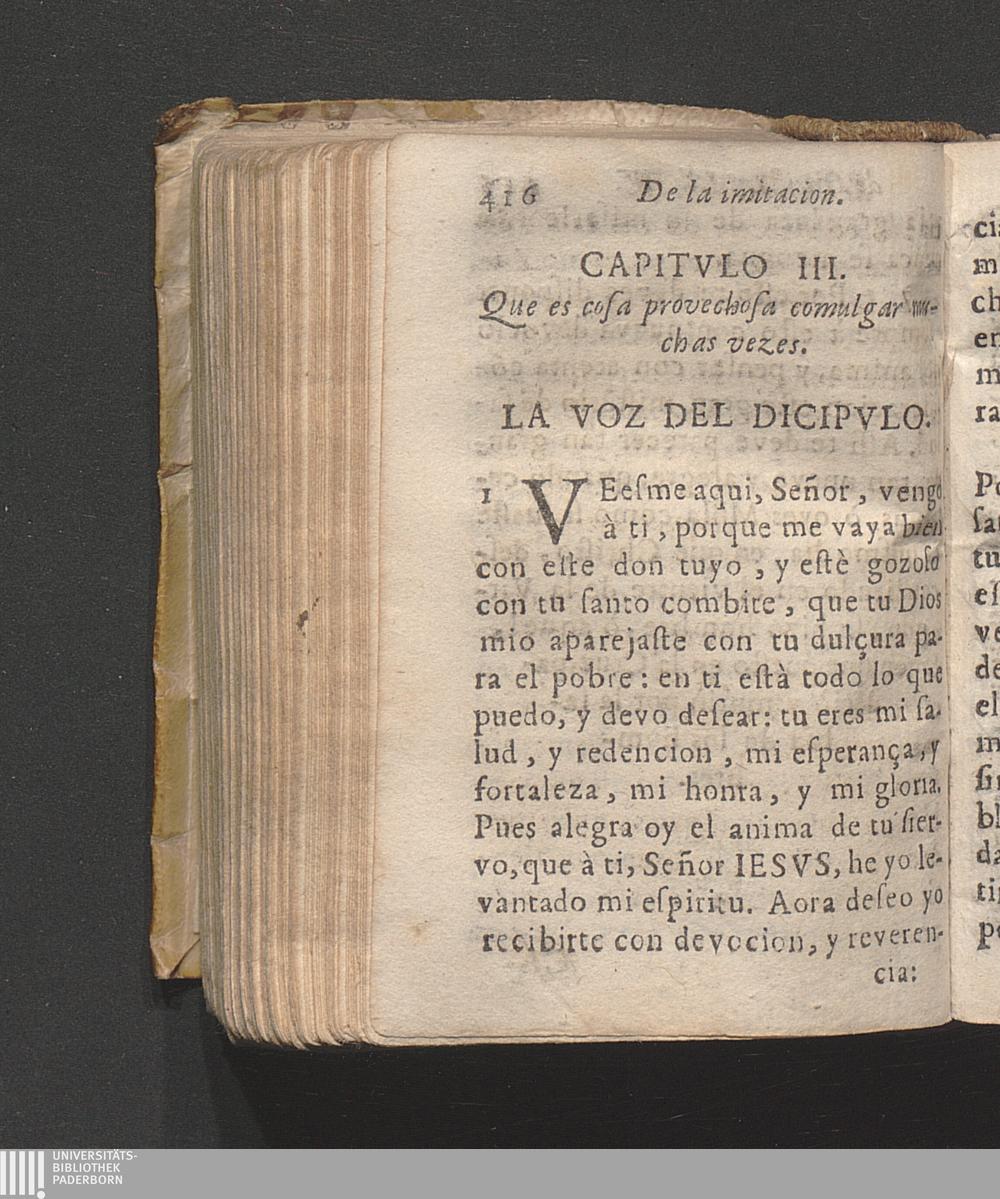 416 De la imitacion.
CAPITVLO III.
Que es coſa provechoſa comulgar mu-
chas vezes.
LA VOZ DEL DICIPVLO.
1 VEeſme aqui, Señor, vengo
à ti, porque me vaya bien
con eſte don tuyo, y eſtè gozoſo
con tu ſanto combite, que tu Dios
mio aparejaſte con tu dulçura pa-
ra el pobre: en ti eſtà todo lo que
puedo, y devo deſear: tu eres mi ſa-
lud, y redencion, mi eſperança, y
fortaleza, mi honra, y mi gloria.
Pues alegra oy el anima de tu ſier-
vo, que à ti, Señor IESVS, he yo le-
vantado mi eſpiritu. Aora deſeo yo
recibirte con devocion, y reveren-
cia:
UNIVERSITÄTS-
BIBLIOTHEK
PADERBORN